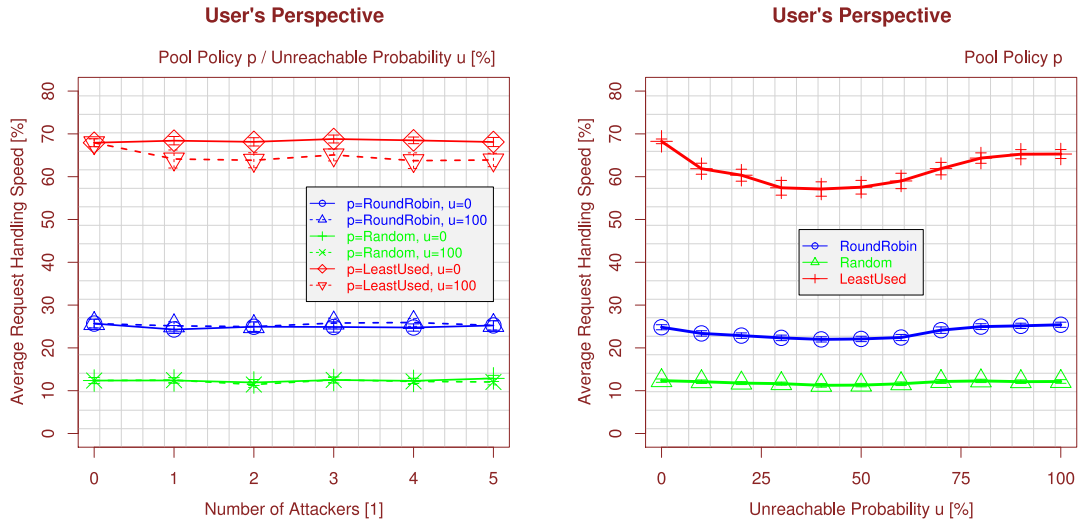 User's Perspective
Pool Policy p / Unreachable Probability u [%]
Average Request Handling Speed [%]
80
70
60
50
40
30
20
10
0
p=RoundRobin, u=0
p=RoundRobin, u=100
p=Random, u=0
p=Random, u=100
p=LeastUsed, u=0
p=LeastUsed, u=100
0 1 2 3 4 5
Number of Attackers [1]
User's Perspective
Pool Policy p
Average Request Handling Speed [%]
80
70
60
50
40
30
20
10
0
RoundRobin
Random
LeastUsed
0 25 50 75 100
Unreachable Probability u [%]